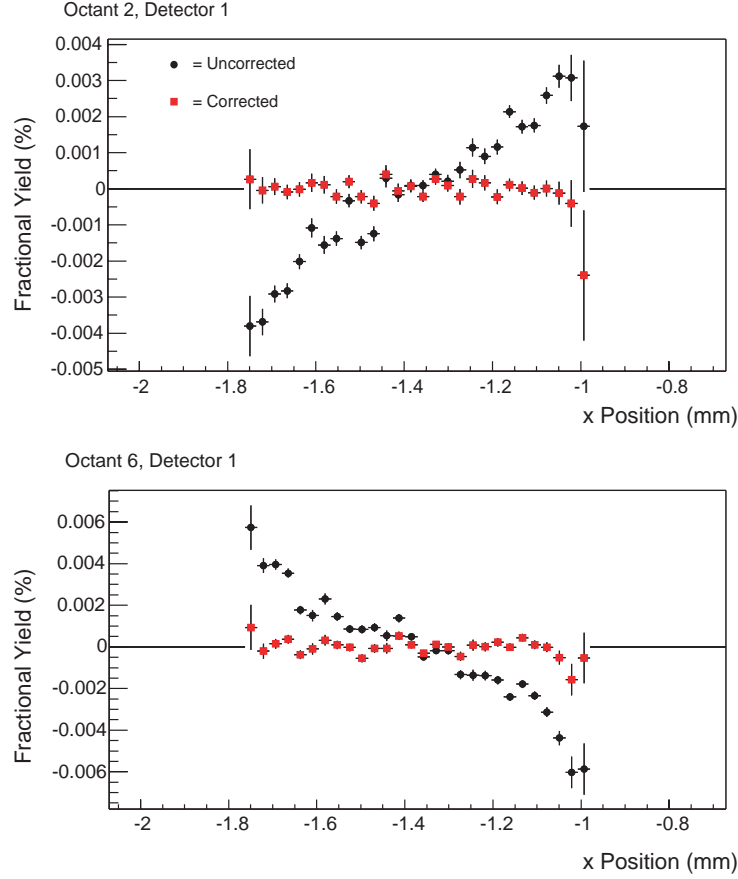 Octant 2, Detector 1
Fractional Yield (%)
0.004
0.003
0.002
0.001
0
-0.001
-0.002
-0.003
-0.004
-0.005
= Uncorrected
= Corrected
-2 -1.8 -1.6 -1.4 -1.2 -1 -0.8
x Position (mm)
Octant 6, Detector 1
Fractional Yield (%)
0.006
0.004
0.002
0
-0.002
-0.004
-0.006
-2 -1.8 -1.6 -1.4 -1.2 -1 -0.8
x Position (mm)